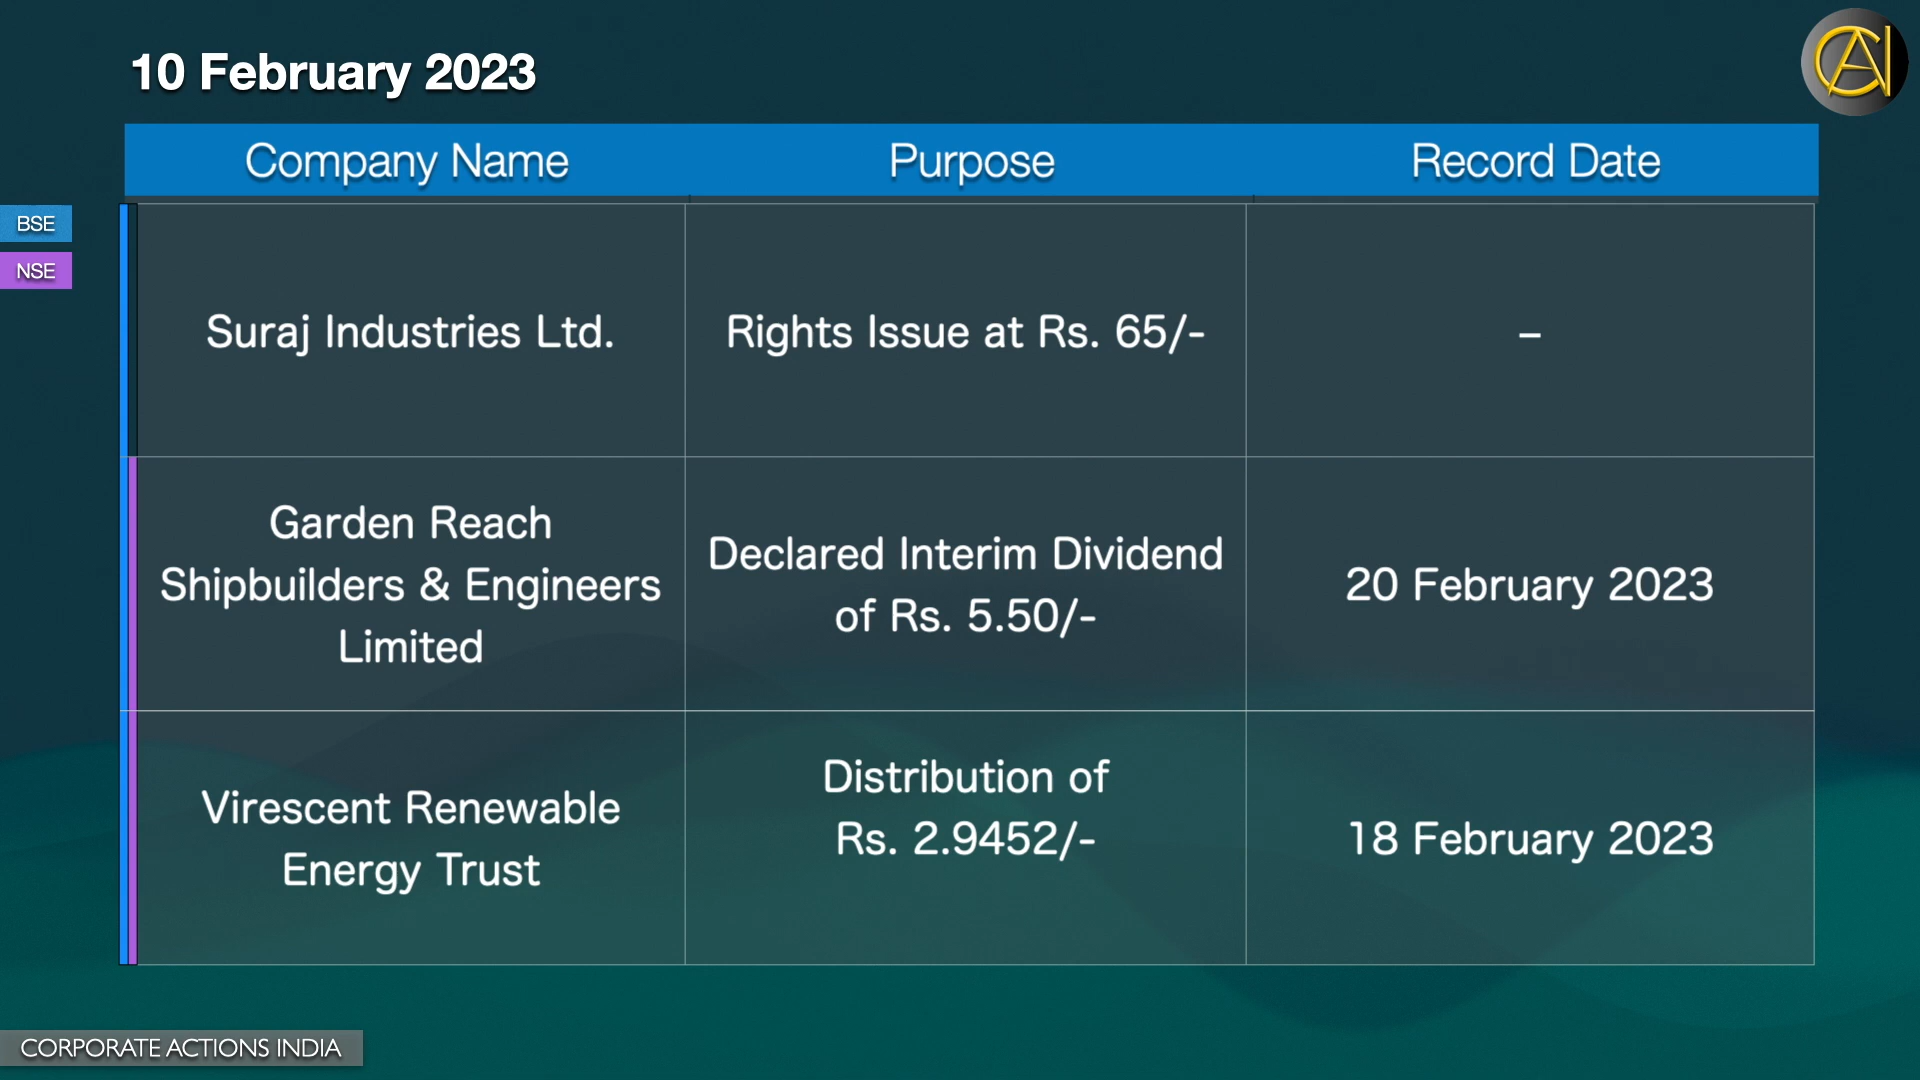 10 February 2023
CAI
Company Name
Purpose
Record Date
BSE
NSE
Suraj Industries Ltd.
Rights Issue at Rs. 65/-
–
Garden Reach
Shipbuilders & Engineers
Limited
Declared Interim Dividend
of Rs. 5.50/-
20 February 2023
Virescent Renewable
Energy Trust
Distribution of
Rs. 2.9452/-
18 February 2023
CORPORATE ACTIONS INDIA